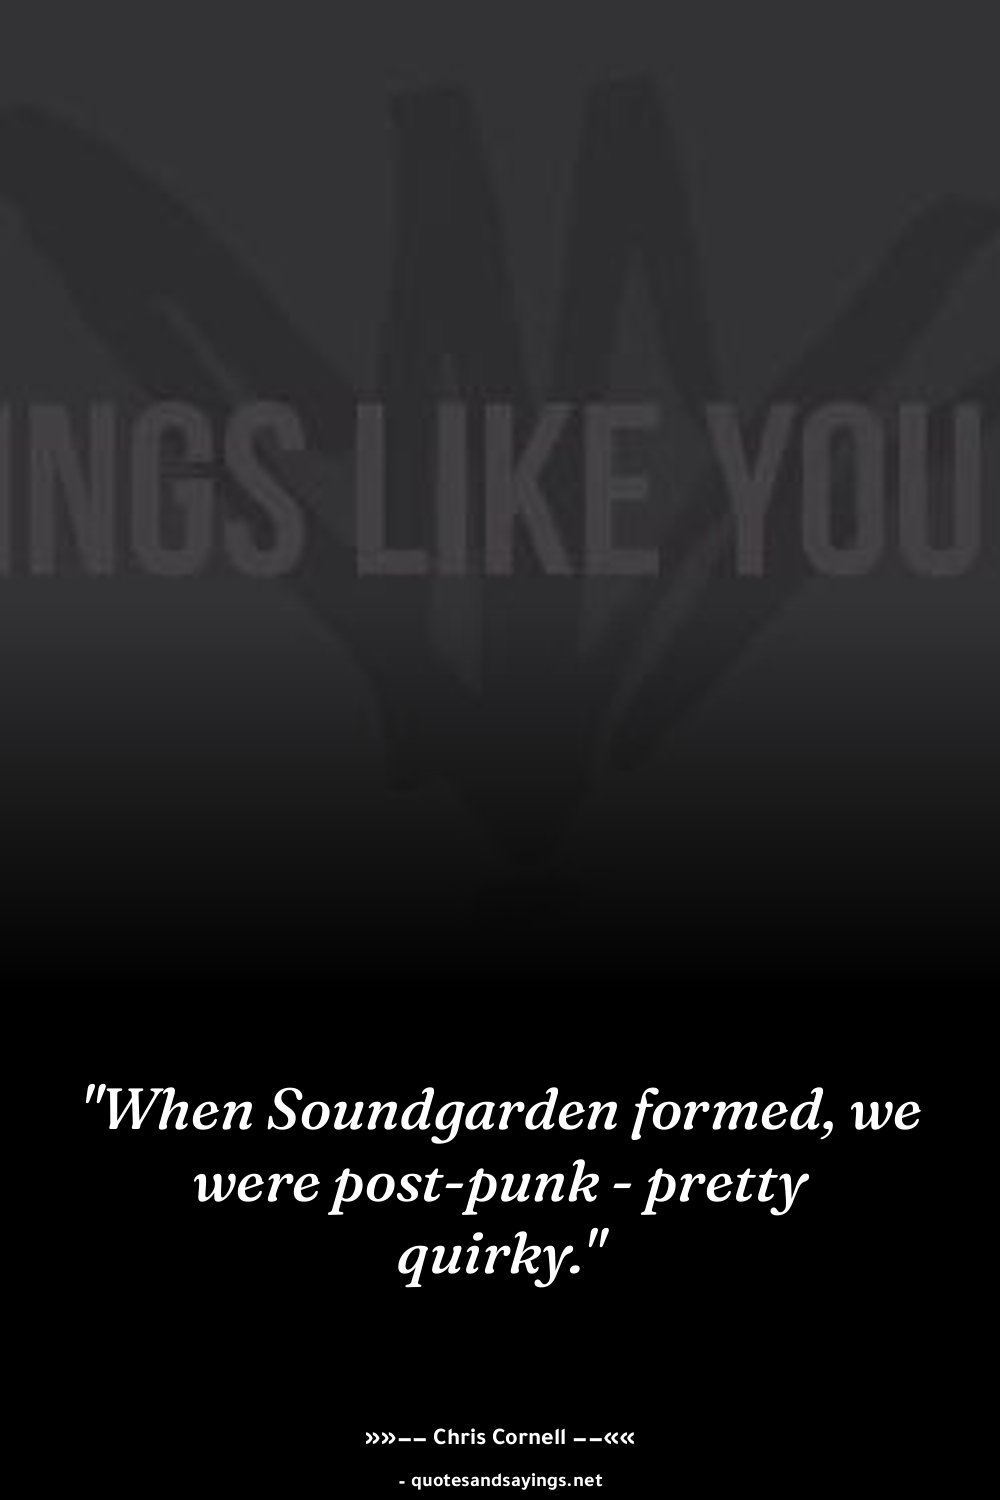 INGS LIKE YOU
"When Soundgarden formed, we
were post-punk - pretty
quirky."
»»-- Chris Cornell --««
- quotesandsayings.net